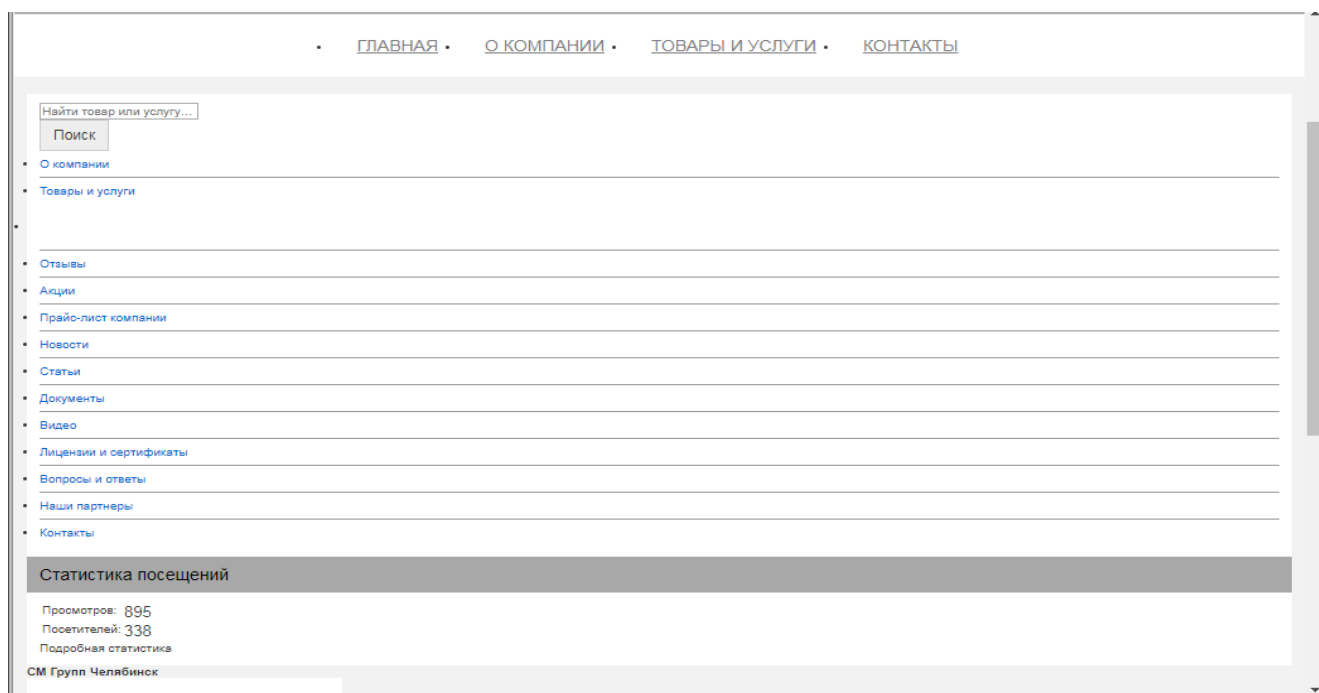 ГЛАВНАЯ • О КОМПАНИИ • ТОВАРЫ И УСЛУГИ • КОНТАКТЫ
Найти товар или услугу...
Поиск
О компании
Товары и услуги
Отзывы
Акции
Прайс-лист компании
Новости
Статьи
Документы
Видео
Лицензии и сертификаты
Вопросы и ответы
Наши партнеры
Контакты
Статистика посещений
Просмотров: 895
Посетителей: 338
Подробная статистика
СМ Групп Челябинск